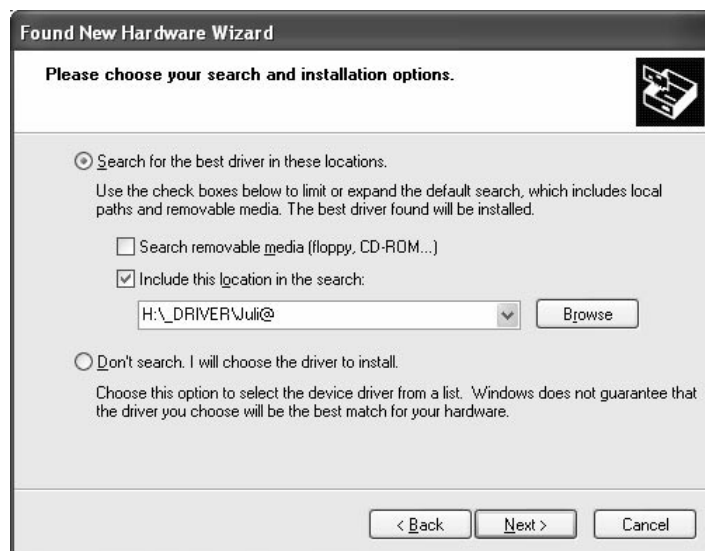 Found New Hardware Wizard
Please choose your search and installation options.
Search for the best driver in these locations.
Use the check boxes below to limit or expand the default search, which includes local
paths and removable media. The best driver found will be installed.
Search removable media (floppy, CD-ROM...)
Include this location in the search:
H:\_DRIVER\Juli@
Browse
Don't search. I will choose the driver to install.
Choose this option to select the device driver from a list. Windows does not guarantee that
the driver you choose will be the best match for your hardware.
< Back
Next >
Cancel